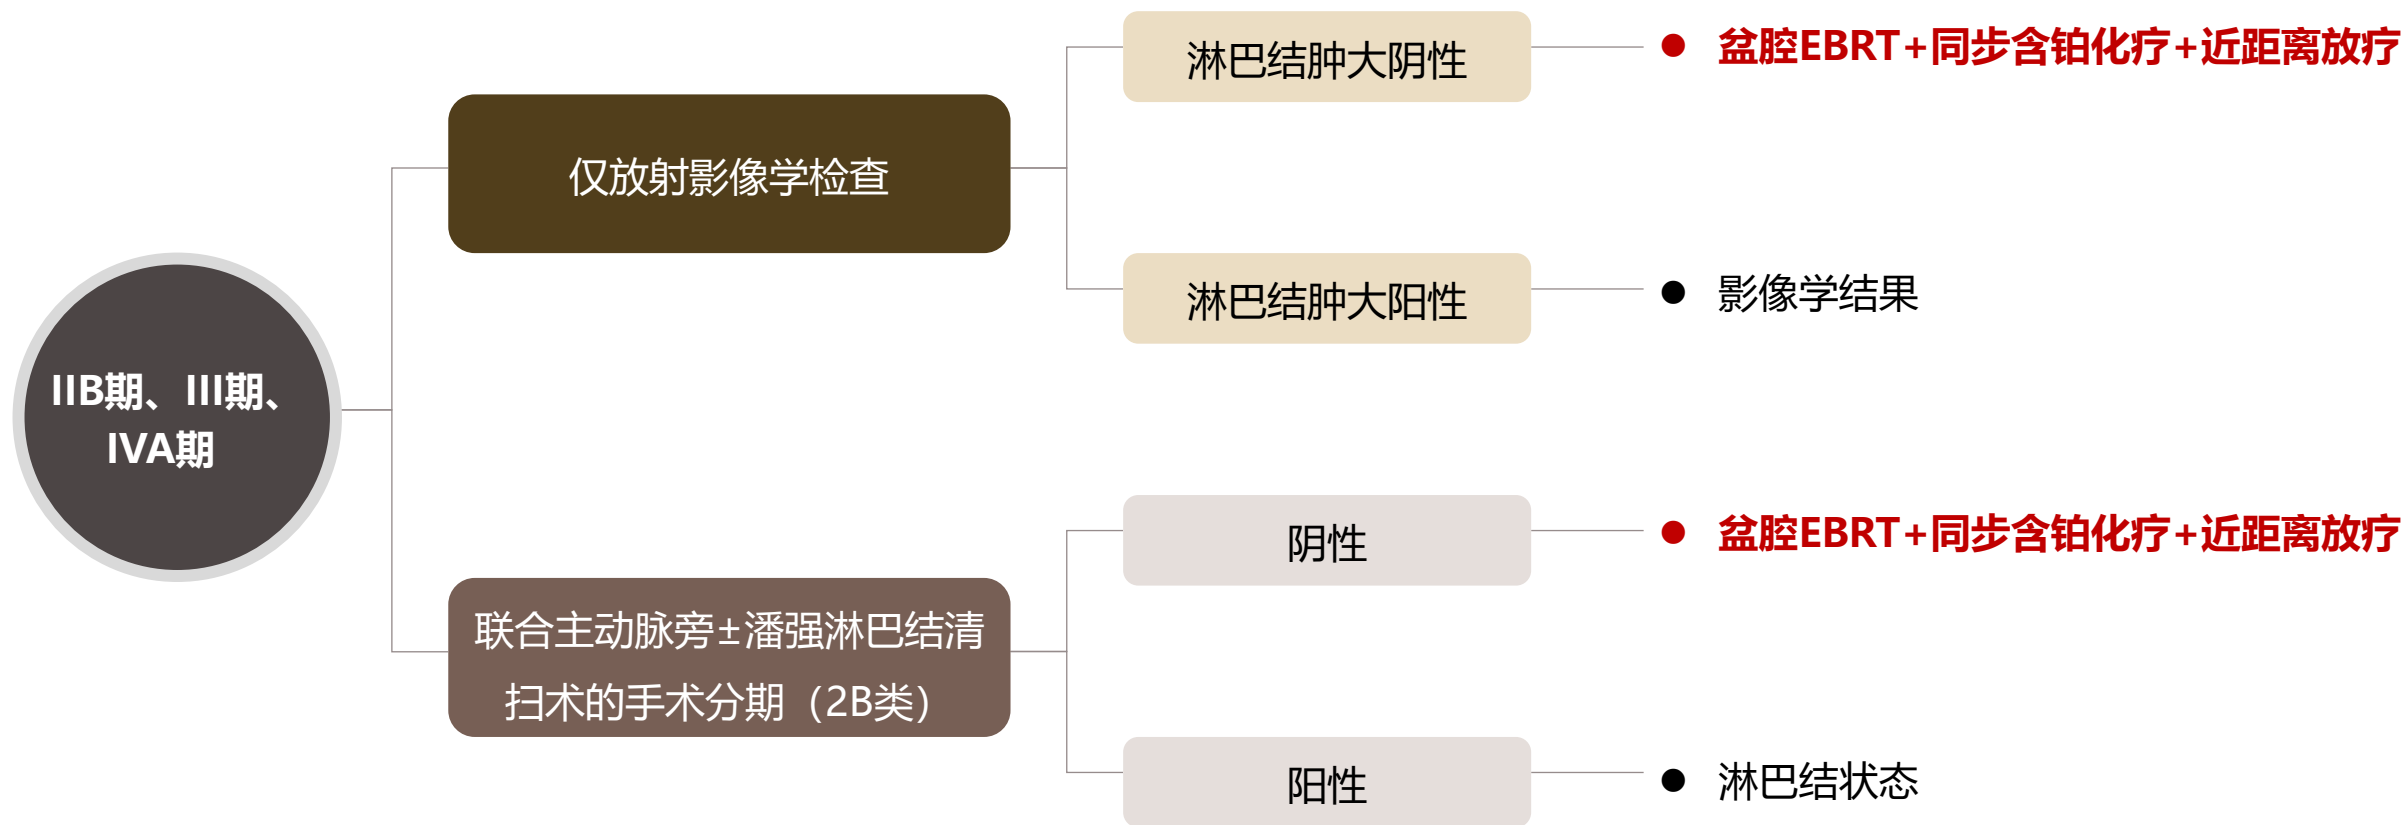 IIB期、III期、
IVA期
仅放射影像学检查
淋巴结肿大阴性
盆腔EBRT+同步含铂化疗+近距离放疗
淋巴结肿大阳性
影像学结果
联合主动脉旁±潘强淋巴结清
扫术的手术分期（2B类）
阴性
盆腔EBRT+同步含铂化疗+近距离放疗
阳性
淋巴结状态